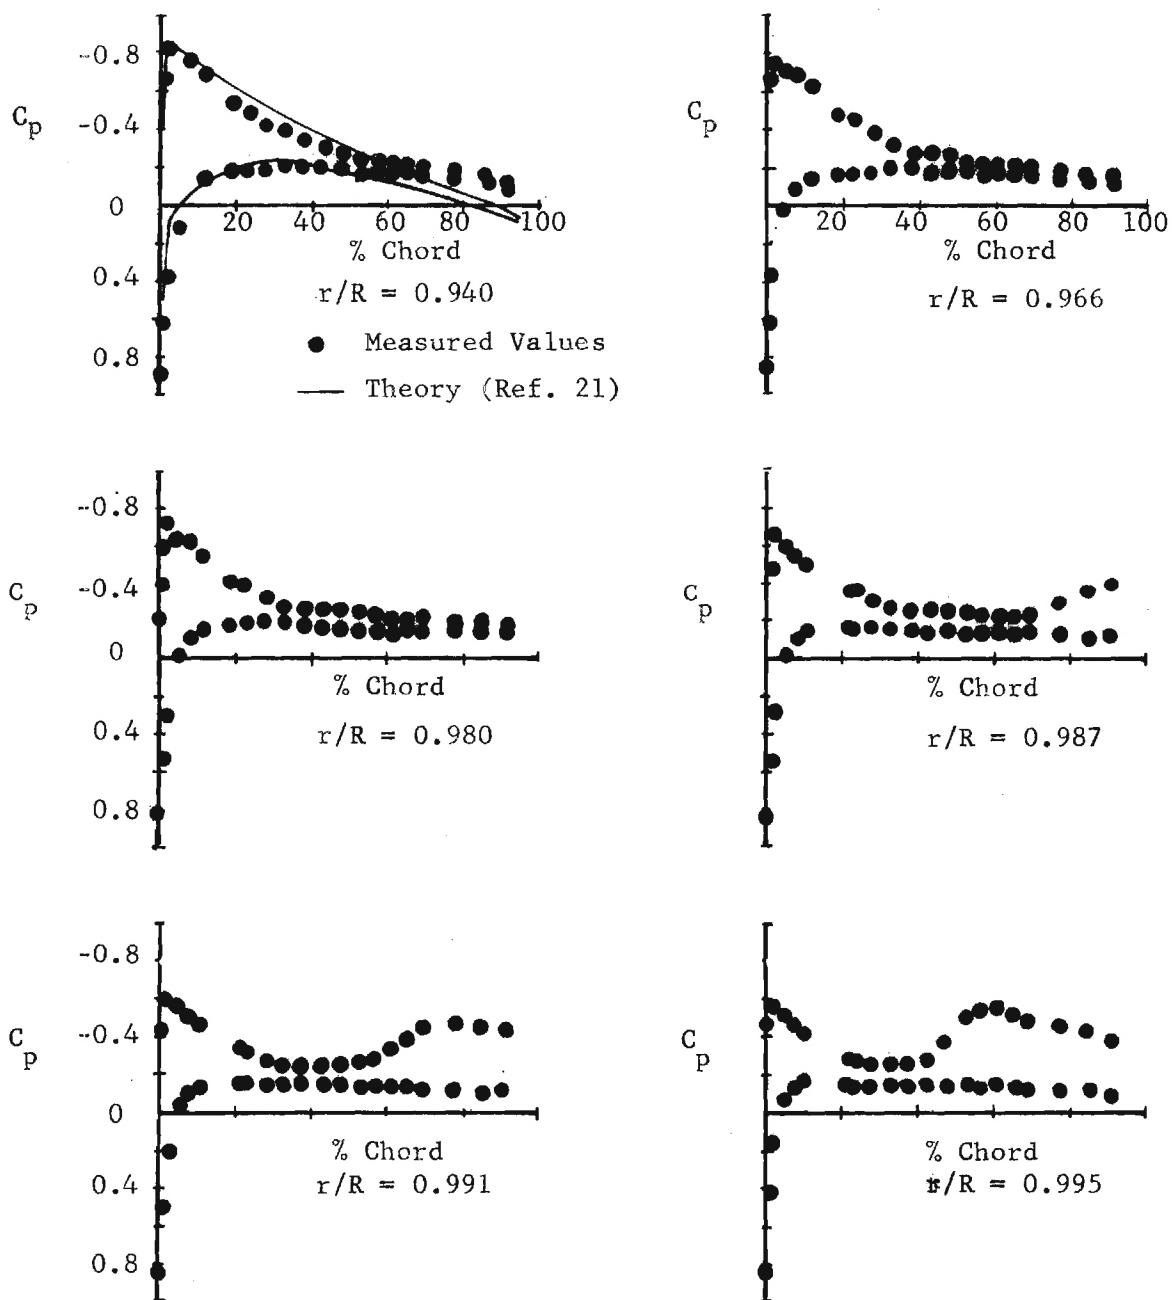 -0.8
C_p
-0.4
0
20 40 60 80 100
% Chord
0.4
r/R = 0.940
Measured Values
0.8
Theory (Ref. 21)
C_p
20 40 60 80 100
% Chord
r/R = 0.966
-0.8
C_p
-0.4
0
% Chord
0.4
r/R = 0.980
0.8
C_p
% Chord
r/R = 0.987
-0.8
C_p
-0.4
0
% Chord
0.4
r/R = 0.991
0.8
C_p
% Chord
r/R = 0.995